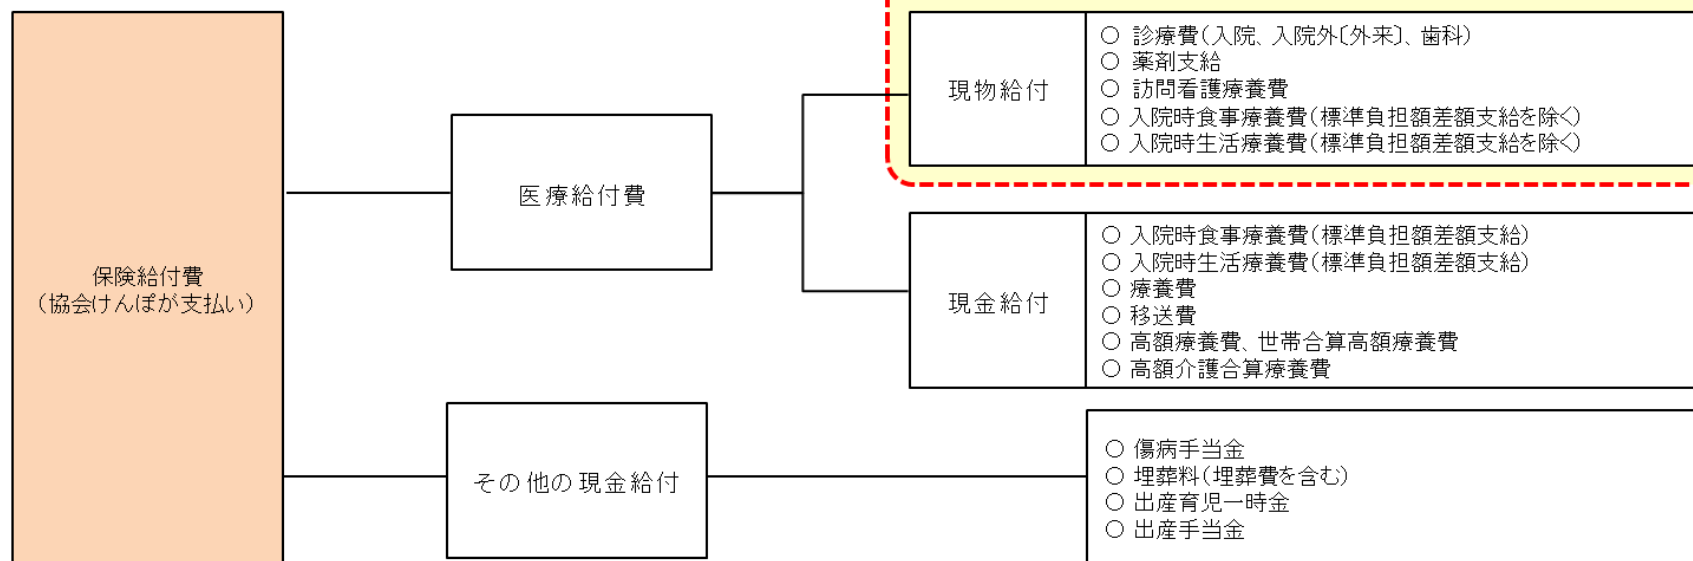 保険給付費
(協会けんぽが支払い)
医療給付費
現物給付
○ 診療費(入院、入院外〔外来〕、歯科)
○ 薬剤支給
○ 訪問看護療養費
○ 入院時食事療養費(標準負担額差額支給を除く)
○ 入院時生活療養費(標準負担額差額支給を除く)
現金給付
○ 入院時食事療養費(標準負担額差額支給)
○ 入院時生活療養費(標準負担額差額支給)
○ 療養費
○ 移送費
○ 高額療養費、世帯合算高額療養費
○ 高額介護合算療養費
その他の現金給付
○ 傷病手当金
○ 埋葬料(埋葬費を含む)
○ 出産育児一時金
○ 出産手当金